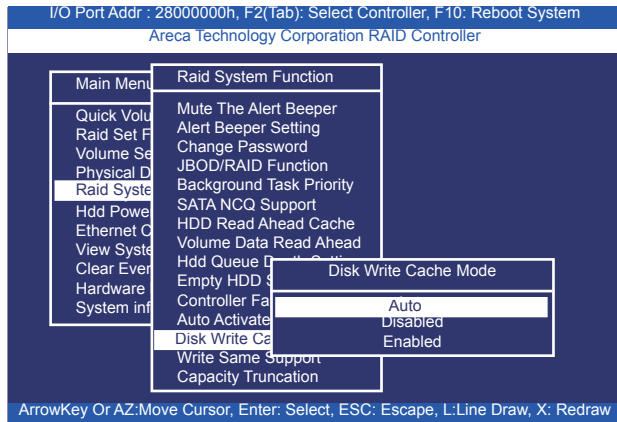 I/O Port Addr : 28000000h, F2(Tab): Select Controller, F10: Reboot System
Areca Technology Corporation RAID Controller
Main Menu
Quick Volu
Raid Set F
Volume Se
Physical D
Raid Syste
Hdd Powe
Ethernet C
View Syste
Clear Even
Hardware
System inf
Raid System Function
Mute The Alert Beeper
Alert Beeper Setting
Change Password
JBOD/RAID Function
Background Task Priority
SATA NCQ Support
HDD Read Ahead Cache
Volume Data Read Ahead
Hdd Queue Depth Setting
Empty HDD S
Controller Fa
Auto Activate
Disk Write Ca
Write Same Support
Capacity Truncation
Disk Write Cache Mode
Auto
Disabled
Enabled
ArrowKey Or AZ:Move Cursor, Enter: Select, ESC: Escape, L:Line Draw, X: Redraw